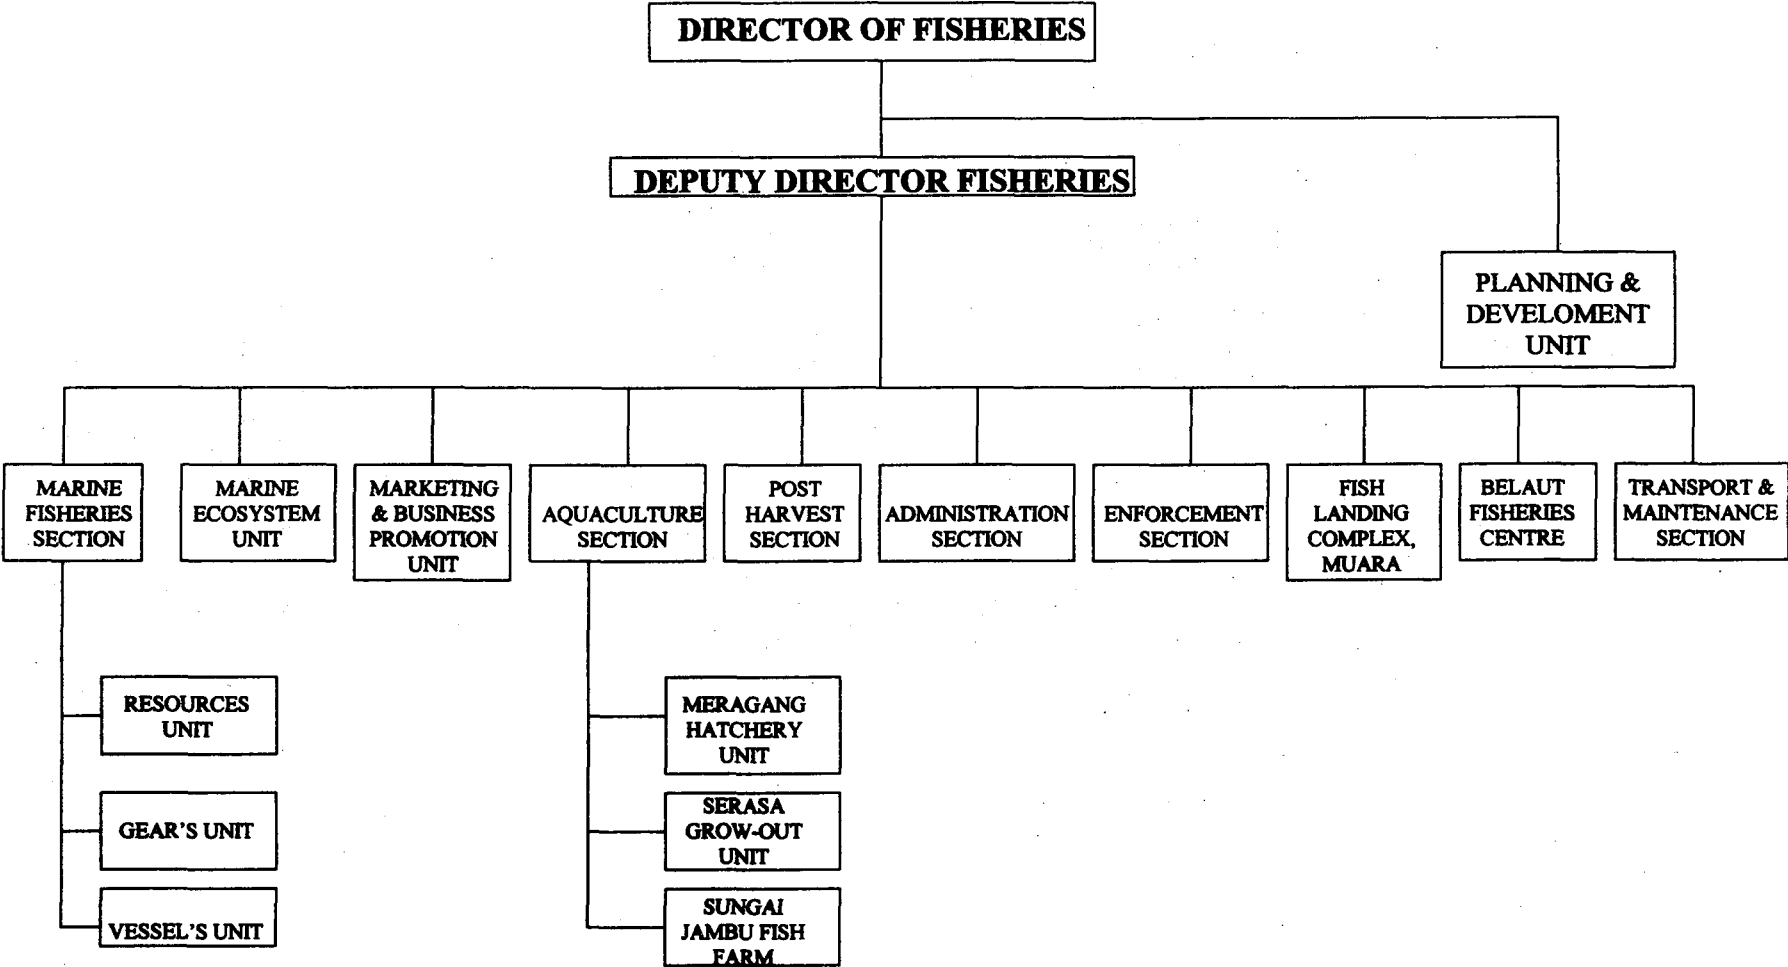 DIRECTOR OF FISHERIES
DEPUTY DIRECTOR FISHERIES
PLANNING &
DEVELOMENT
UNIT
MARINE
FISHERIES
SECTION
MARINE
ECOSYSTEM
UNIT
MARKETING
& BUSINESS
PROMOTION
UNIT
AQUACULTURE
SECTION
POST
HARVEST
SECTION
ADMINISTRATION
SECTION
ENFORCEMENT
SECTION
FISH
LANDING
COMPLEX,
MUARA
BELAUT
FISHERIES
CENTRE
TRANSPORT &
MAINTENANCE
SECTION
RESOURCES
UNIT
GEAR'S UNIT
VESSEL'S UNIT
MERAGANG
HATCHERY
UNIT
SERASA
GROW-OUT
UNIT
SUNGAI
JAMBU FISH
FARM